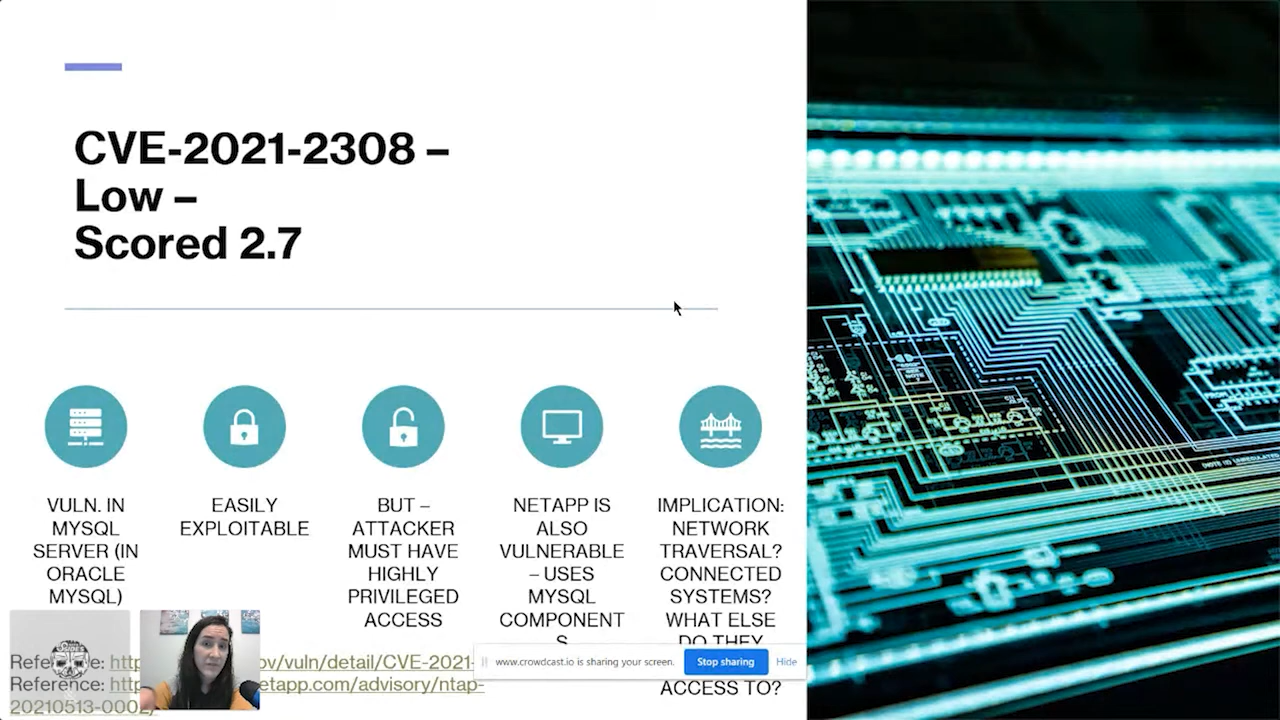 CVE-2021-2308 –
Low –
Scored 2.7
VULN. IN
MYSQL
SERVER (IN
ORACLE
MYSQL)
EASILY
EXPLOITABLE
BUT –
ATTACKER
MUST HAVE
HIGHLY
PRIVILEGED
ACCESS
NETAPP IS
ALSO
VULNERABLE
– USES
MYSQL
COMPONENT
S
IMPLICATION:
NETWORK
TRAVERSAL?
CONNECTED
SYSTEMS?
WHAT ELSE
DO THEY
ACCESS TO?
www.crowdcast.io is sharing your screen.
Stop sharing
Hide
ov/vuln/detail/CVE-2021-
Reference: http
etapp.com/advisory/ntap-
20210513-0002/